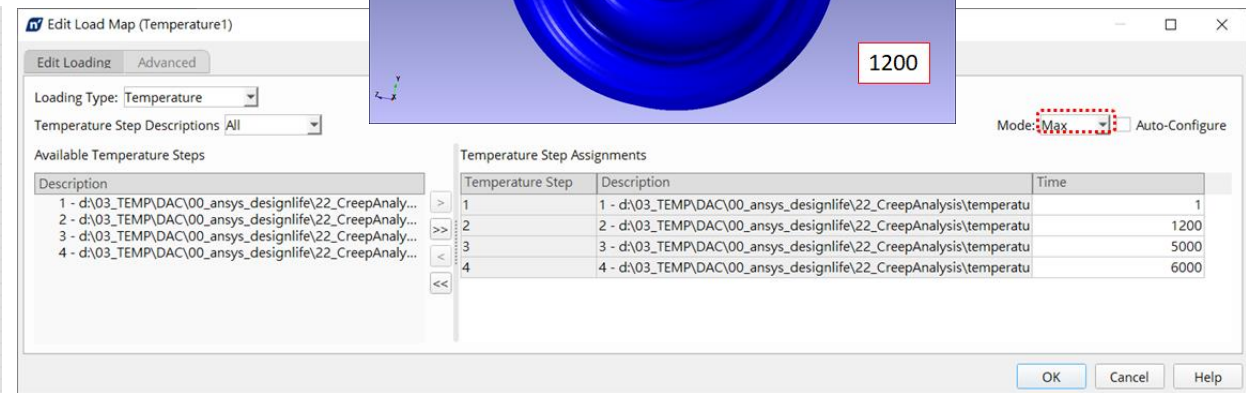 Edit Load Map (Temperature1)
Edit Loading Advanced
1200
Loading Type: Temperature
Temperature Step Descriptions All
Mode: Max Auto-Configure
Available Temperature Steps
Temperature Step Assignments
Description
1 - d:\03_TEMP\DAC\00_ansys_designlife\22_CreepAnaly...
2 - d:\03_TEMP\DAC\00_ansys_designlife\22_CreepAnaly...
3 - d:\03_TEMP\DAC\00_ansys_designlife\22_CreepAnaly...
4 - d:\03_TEMP\DAC\00_ansys_designlife\22_CreepAnaly...
>
>>
<
<<
Temperature Step Description Time
1 1 - d:\03_TEMP\DAC\00_ansys_designlife\22_CreepAnalysis\temperatu 1
2 2 - d:\03_TEMP\DAC\00_ansys_designlife\22_CreepAnalysis\temperatu 1200
3 3 - d:\03_TEMP\DAC\00_ansys_designlife\22_CreepAnalysis\temperatu 5000
4 4 - d:\03_TEMP\DAC\00_ansys_designlife\22_CreepAnalysis\temperatu 6000
OK Cancel Help